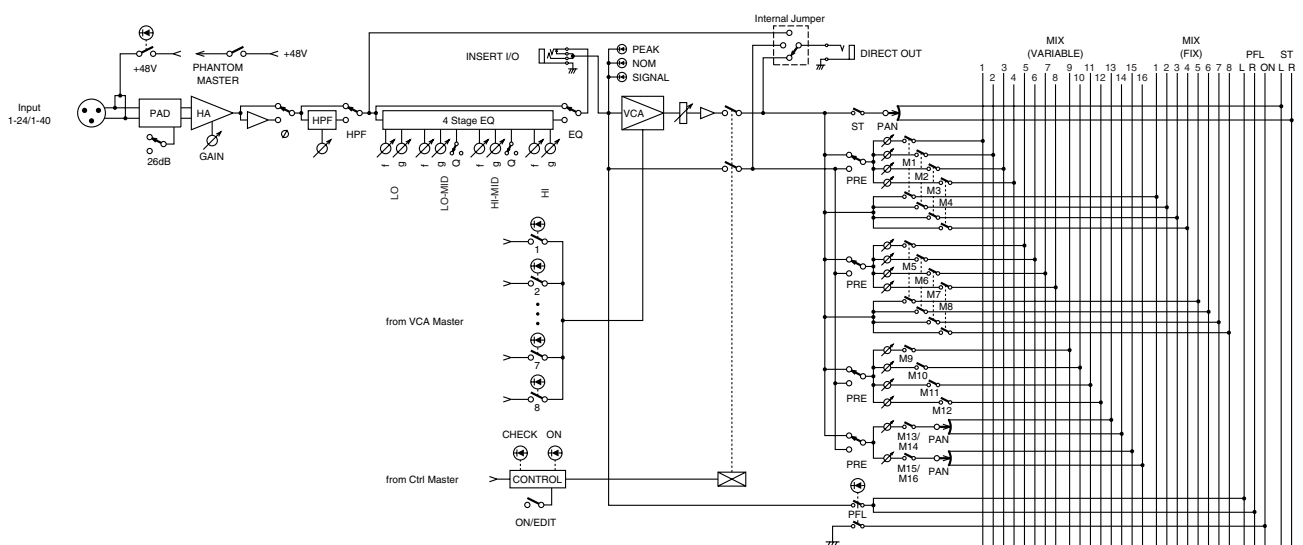 Internal Jumper
MIX
(VARIABLE)
MIX
(FIX)
PFL
ST
1 2 3 4 5 6 7 8 9 10 11 12 13 14 15 16
1 2 3 4 5 6 7 8
L R ON
L R
+48V
PHANTOM
MASTER
+48V
INSERT I/O
PEAK
NOM
SIGNAL
DIRECT OUT
Input
1-24/1-40
PAD
HA
26dB
GAIN
Ø
HPF
HPF
4 Stage EQ
EQ
VCA
f g f g Q f g Q f g
LO
LO-MID
HI-MID
HI
ST
PAN
PRE
M1
M2
M3
M4
PRE
M5
M6
M7
M8
PRE
M9
M10
M11
M12
PRE
M13/
M14
PAN
M15/
M16
PAN
from VCA Master
1
2
7
8
CHECK
ON
from Ctrl Master
CONTROL
ON/EDIT
PFL